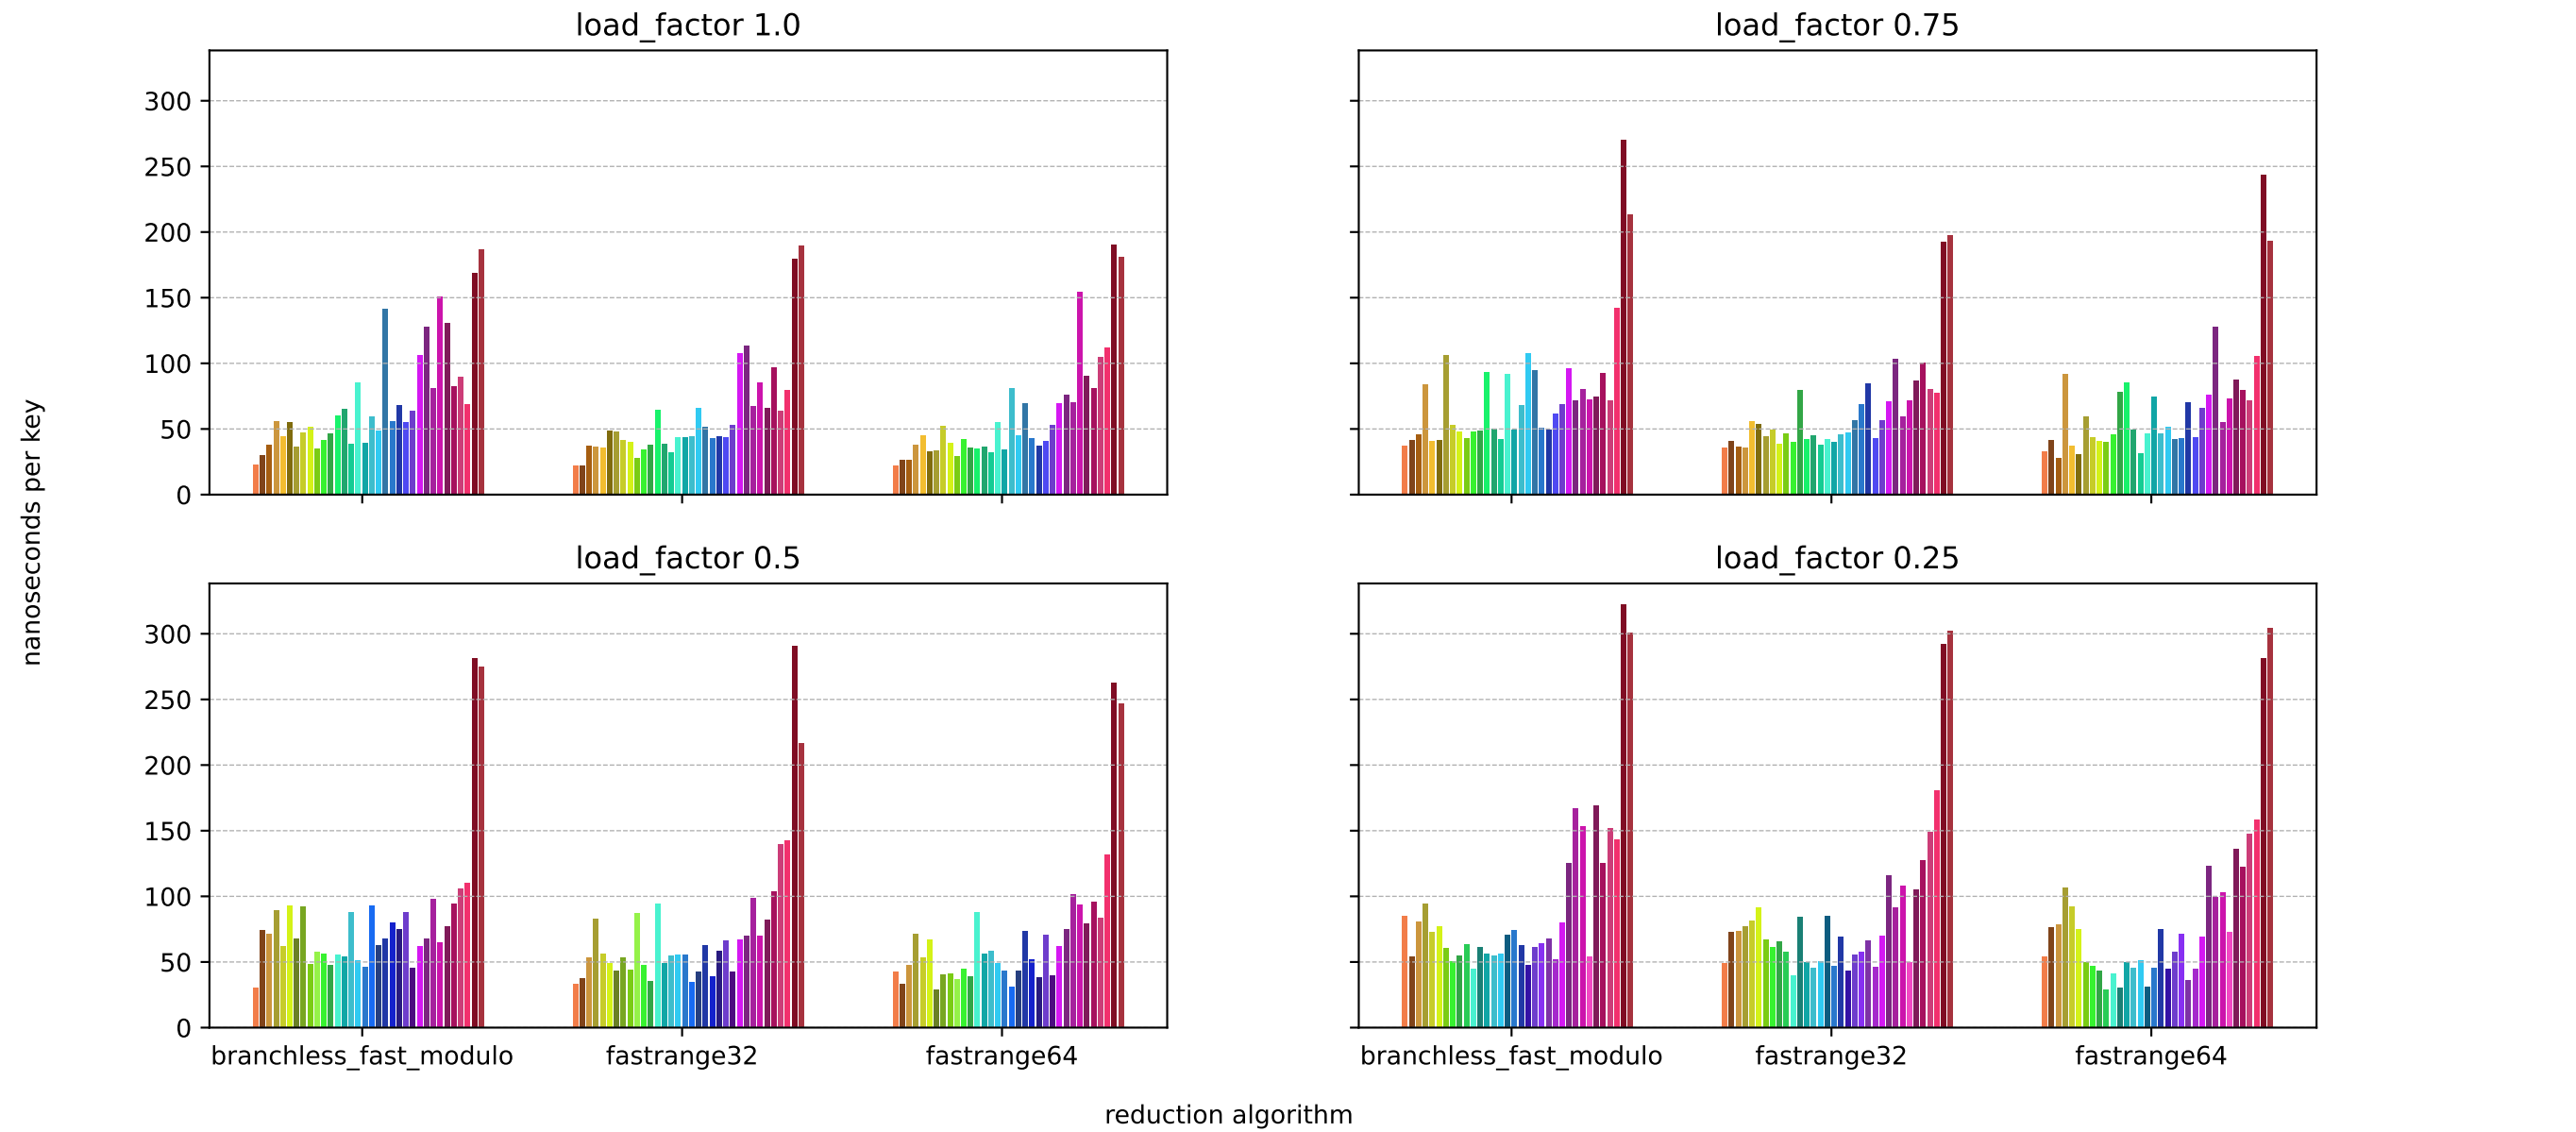 load_factor 1.0
load_factor 0.75
300
250
200
150
100
50
0
nanoseconds per key
load_factor 0.5
load_factor 0.25
300
250
200
150
100
50
0
branchless_fast_modulo fastrange32 fastrange64
branchless_fast_modulo fastrange32 fastrange64
reduction algorithm